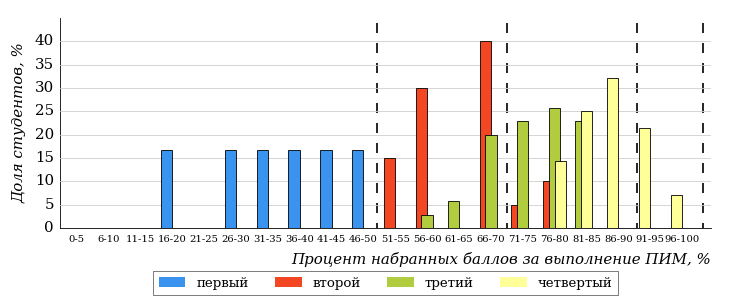 Доля студентов, %
40
35
30
25
20
15
10
5
0
0-5 6-10 11-15 16-20 21-25 26-30 31-35 36-40 41-45 46-50 51-55 56-60 61-65 66-70 71-75 76-80 81-85 86-90 91-95 96-100
Процент набранных баллов за выполнение ПИМ, %
первый второй третий четвертый